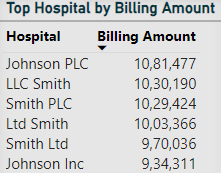 Top Hospital by Billing Amount
Hospital Billing Amount
Johnson PLC 10,81,477
LLC Smith 10,30,190
Smith PLC 10,29,424
Ltd Smith 10,03,366
Smith Ltd 9,70,036
Johnson Inc 9,34,311